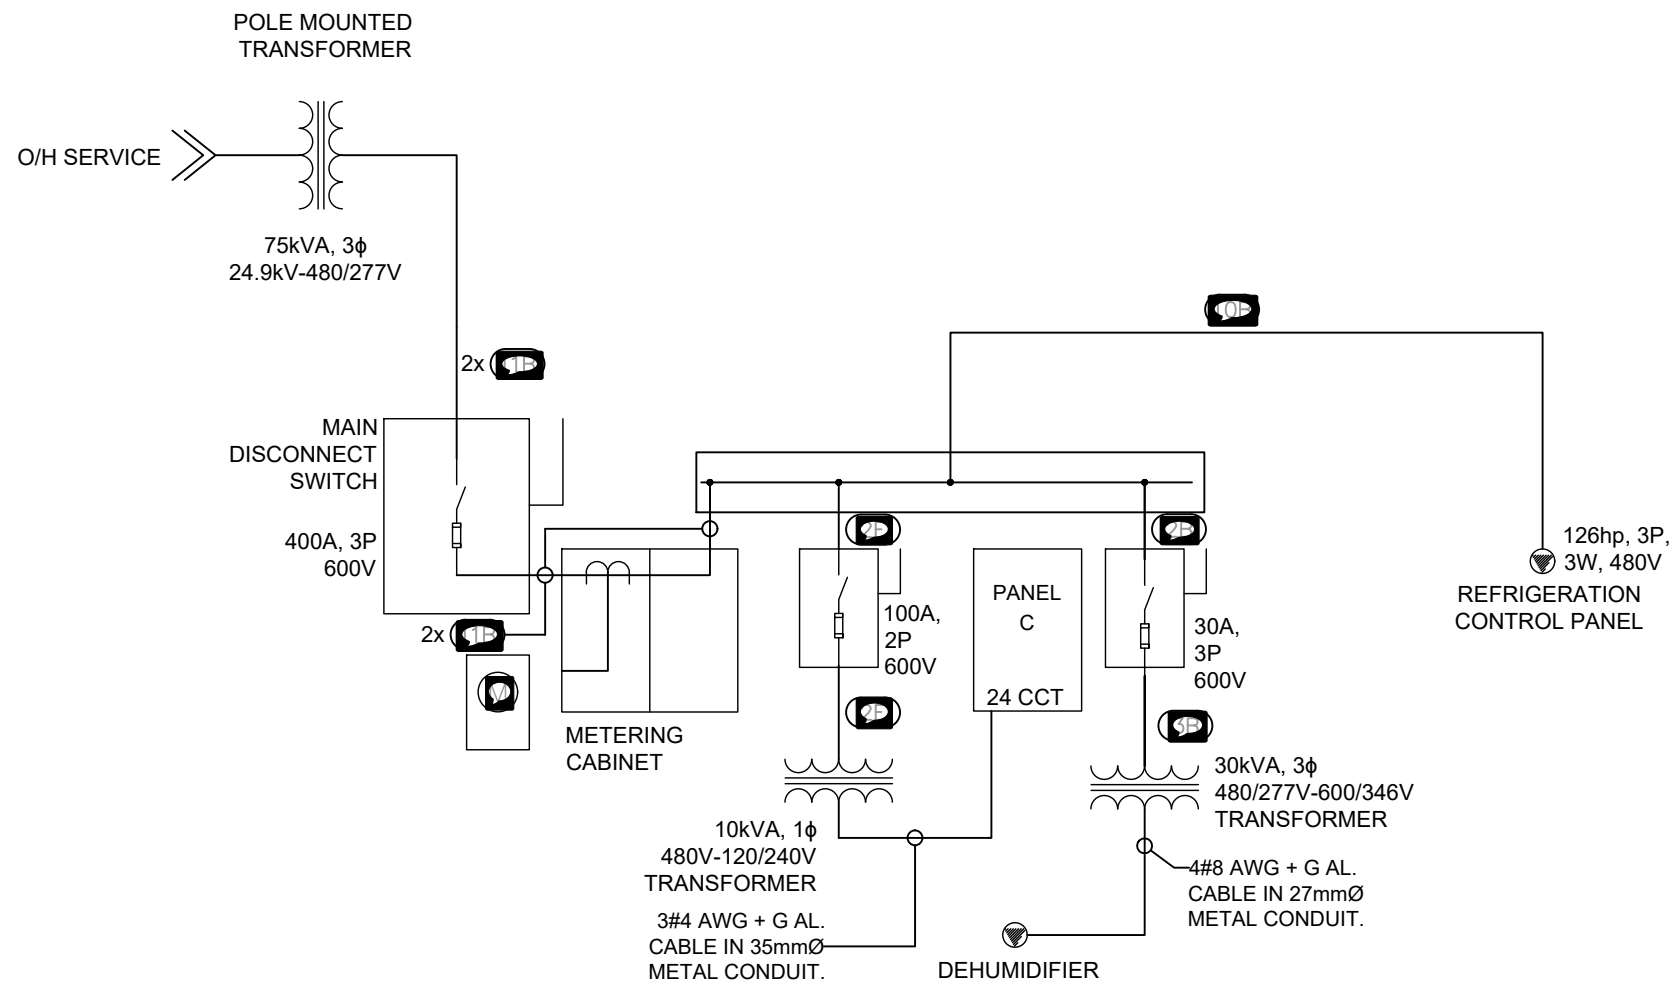 POLE MOUNTED
TRANSFORMER
O/H SERVICE
75kVA, 3ϕ
24.9kV-480/277V
2x
MAIN
DISCONNECT
SWITCH
400A, 3P
600V
2x
METERING
CABINET
100A,
2P
600V
PANEL
C
24 CCT
30A,
3P
600V
126hp, 3P,
3W, 480V
REFRIGERATION
CONTROL PANEL
10kVA, 1ϕ
480V-120/240V
TRANSFORMER
30kVA, 3ϕ
480/277V-600/346V
TRANSFORMER
3#4 AWG + G AL.
CABLE IN 35mmØ
METAL CONDUIT.
4#8 AWG + G AL.
CABLE IN 27mmØ
METAL CONDUIT.
DEHUMIDIFIER